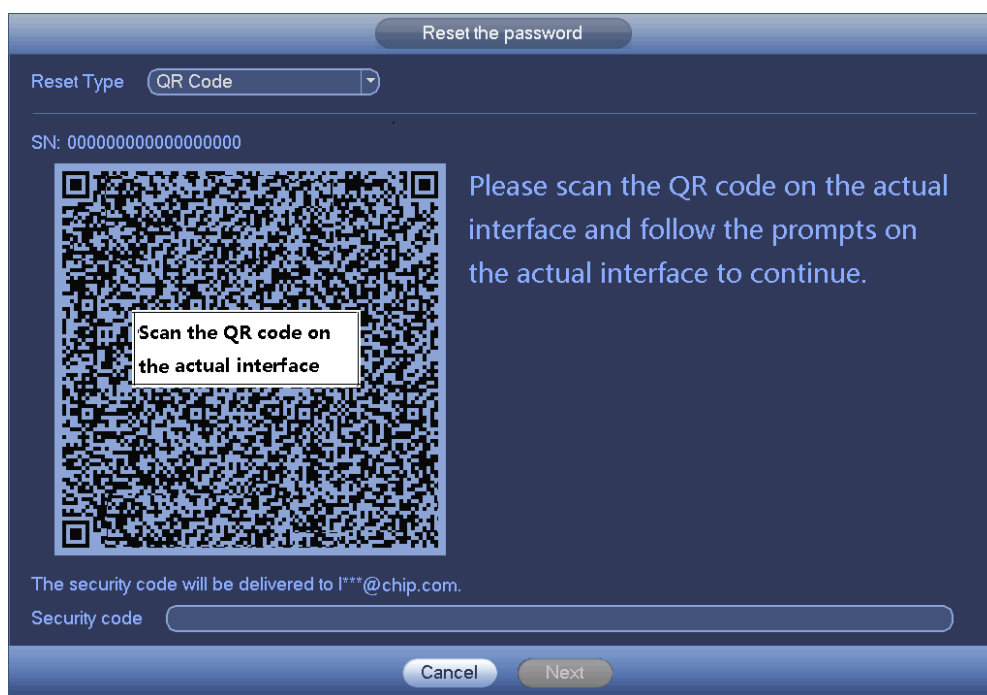 Reset the password
Reset Type QR Code
SN: 000000000000000000
Please scan the QR code on the actual
interface and follow the prompts on
the actual interface to continue.
Scan the QR code on
the actual interface
The security code will be delivered to l***@chip.com.
Security code
Cancel Next